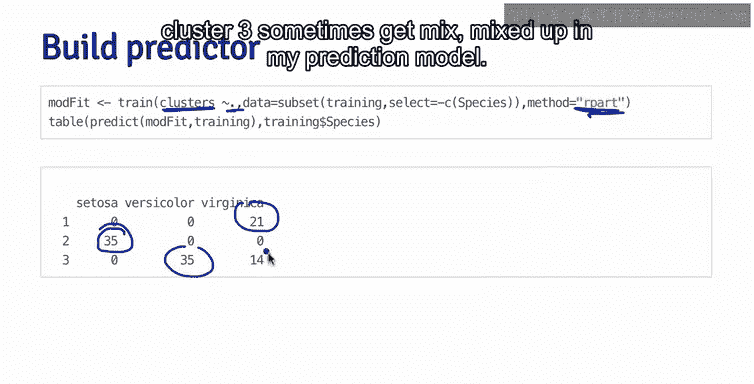 cluster 3 sometimes get mix, mixed up in
my prediction model.
Build predictor
modFit <- train(clusters ~.,data=subset(training,select=-c(Species)),method="rpart")
table(predict(modFit,training),training$Species)
setosa versicolor virginica
1 0 0 21
2 35 0 0
3 0 35 14